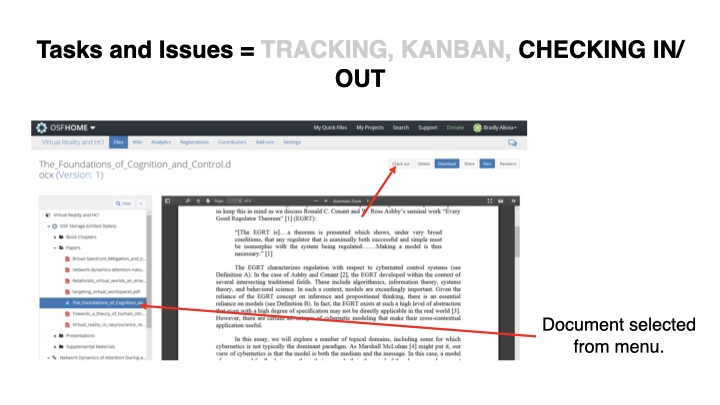 Tasks and Issues = TRACKING, KANBAN, CHECKING IN/
OUT
OSFHOME
My Quick Files My Projects Search Support Donate Bradly Alicea
Virtual Reality and HCI Files Wiki Analytics Registrations Contributors Add-ons Settings
The_Foundations_of_Cognition_and_Control.d
ocx (Version: 1)
Check out Delete Download Share View Revisions
Filter
Automatic Zoom
Virtual Reality and HCI
OSF Storage (United States)
Book Chapters
Papers
Broad-Spectrum_Mitigation_and_I...
network-dynamics-attention-natu...
Relativistic_virtual_worlds_an_eme...
targeting_virtual_workspaces.pdf
The_Foundations_of_Cognition_an...
Towards_a_theory_of_human_intr...
Virtual_reality_in_neuroscience_re...
Presentations
Supplemental Materials
Network Dynamics of Attention During a
us keep this in mind as we discuss Ronald C. Conant and W. Ross Ashby's seminal work "Every
Good Regulator Theorem" [1] (EGRT):
"[The EGRT is]....a theorem is presented which shows, under very broad
conditions, that any regulator that is maximally both successful and simple must
be isomorphic with the system being regulated.......Making a model is thus
necessary." [1]
The EGRT characterizes regulation with respect to cybernetic control systems (see
Definition A). In the case of Ashby and Conant [2], the EGRT developed within the context of
several intersecting traditional fields. These include algorithmics, information theory, systems
theory, and behavioral science. In such a context, models are exceedingly important. Given the
reliance of the EGRT concept on inference and propositional thinking, there is an essential
reliance on models (see Definition B). In fact, the EGRT exists at such a high level of abstraction
that even with a high degree of specification may not be directly applicable in the real world [3].
However, there are certain advantages of cybernetic modeling that make their cross-contextual
application useful.
In this essay, we will explore a number of topical domains, including some for which
cybernetics is not typically the dominant paradigm. As Marshall McLuhan [4] might put it, our
view of cybernetics is that the model is both the medium and the message. In this case, a model
Document selected
from menu.